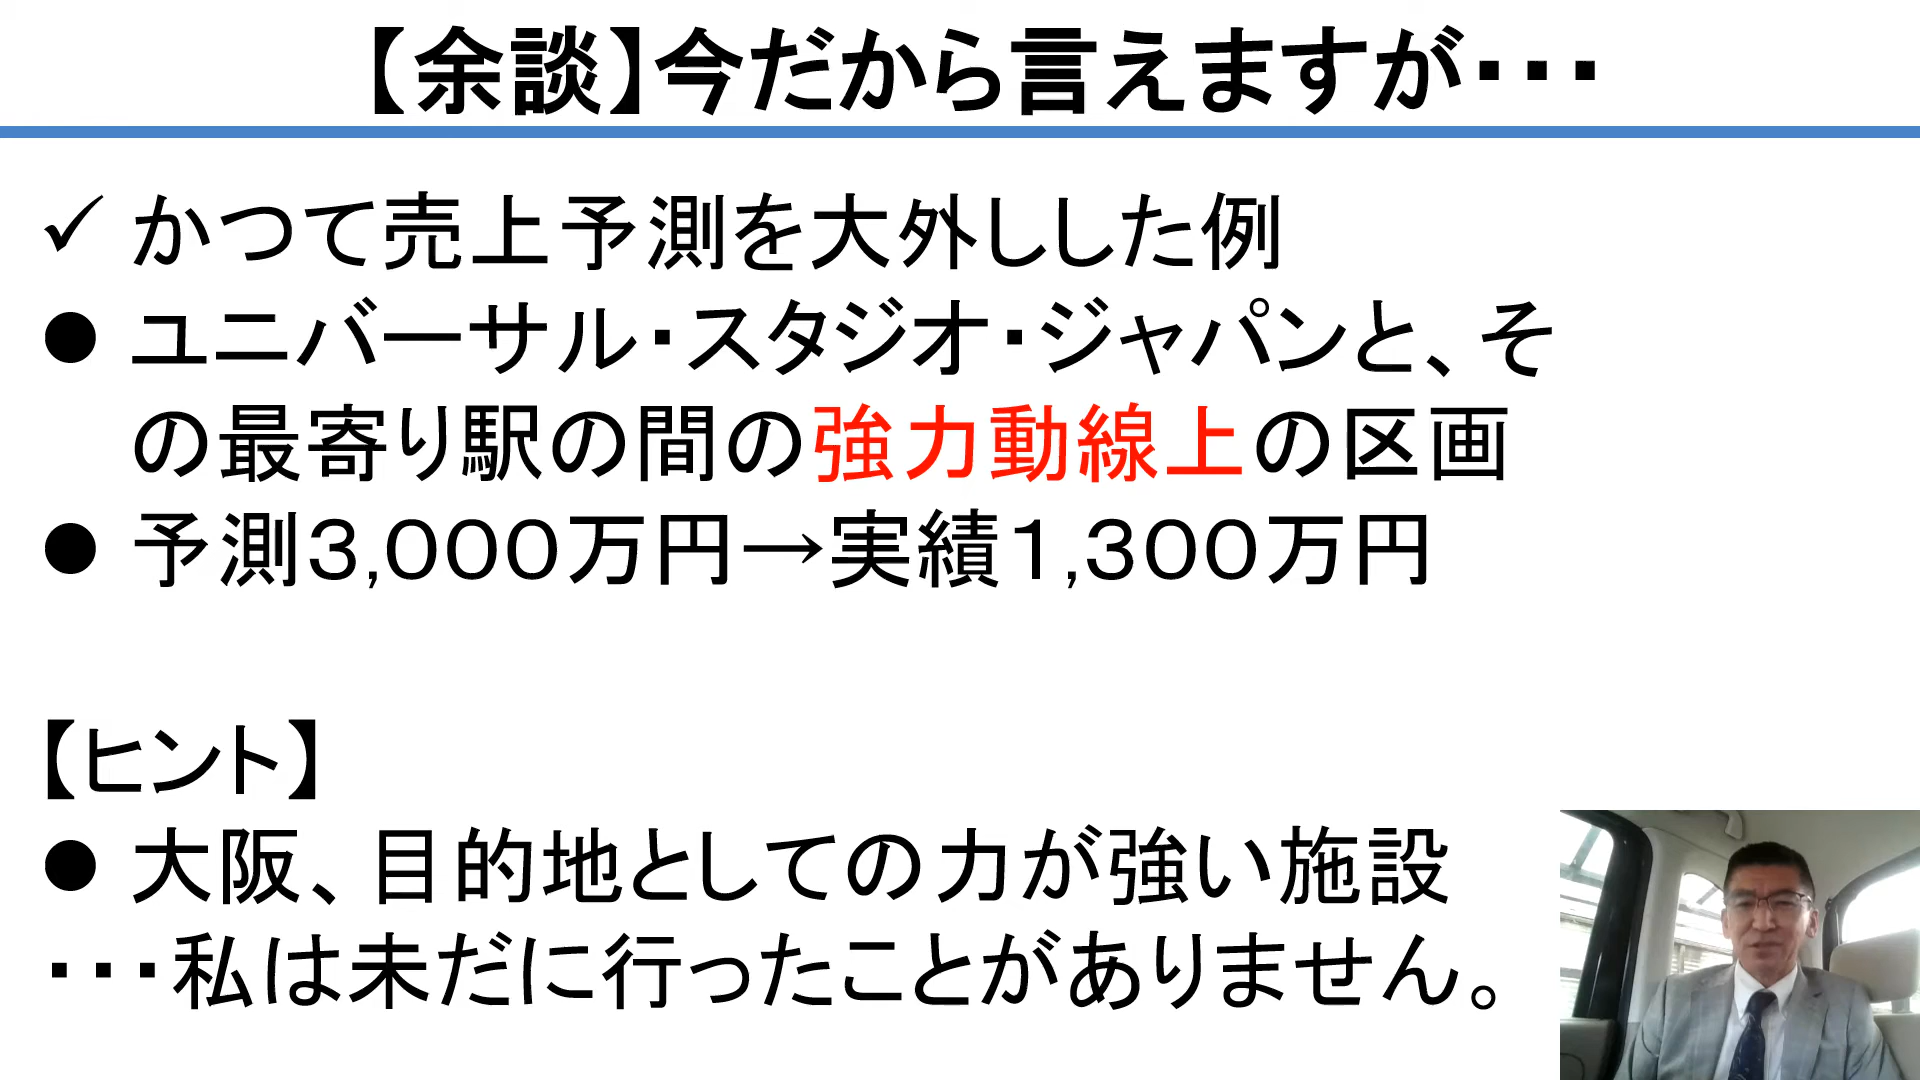 【余談】今だから言えますが・・・
✓ かつて売上予測を大外しした例
● ユニバーサル・スタジオ・ジャパンと、そ
の最寄り駅の間の強力動線上の区画
● 予測３,０００万円→実績１,３００万円
【ヒント】
● 大阪、目的地としての力が強い施設
・・・私は未だに行ったことがありません。